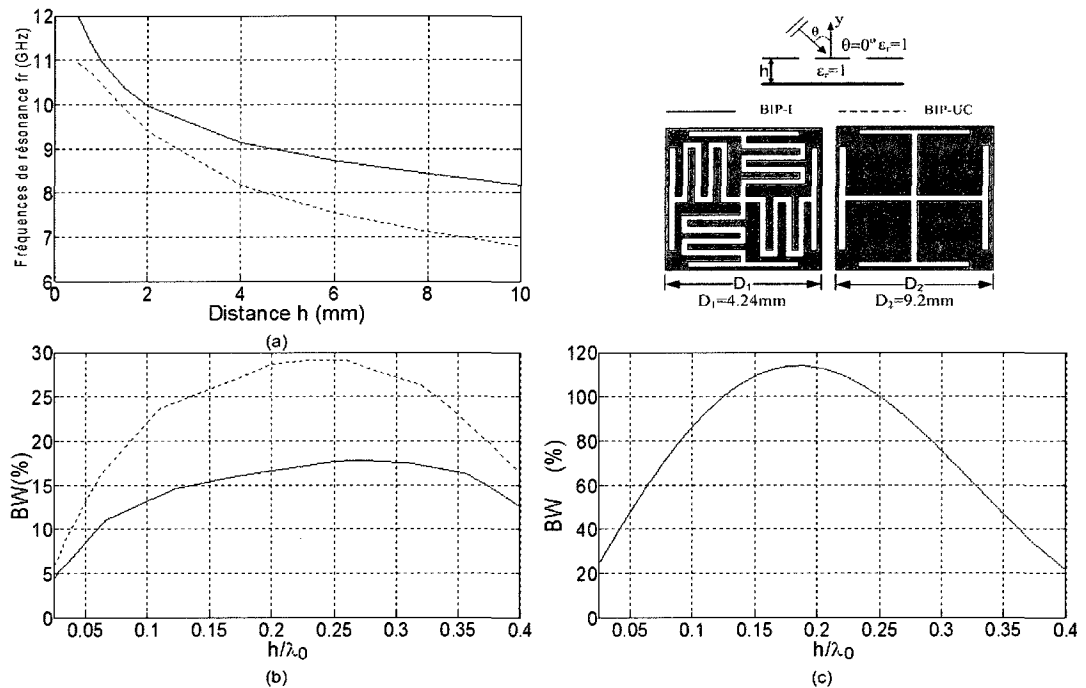 Fréquences de résonance fr (GHz)
12
11
10
9
8
7
6
0 2 4 6 8 10
Distance h (mm)
(a)
y
θ
θ=0° εr=1
h
εr=1
BIP-I BIP-UC
D1 D2
D1=4.24mm D2=9.2mm
BW(%)
30
25
20
15
10
5
0
0.05 0.1 0.15 0.2 0.25 0.3 0.35 0.4
h/λ0
(b)
BW (%)
120
100
80
60
40
20
0
0.05 0.1 0.15 0.2 0.25 0.3 0.35 0.4
h/λ0
(c)